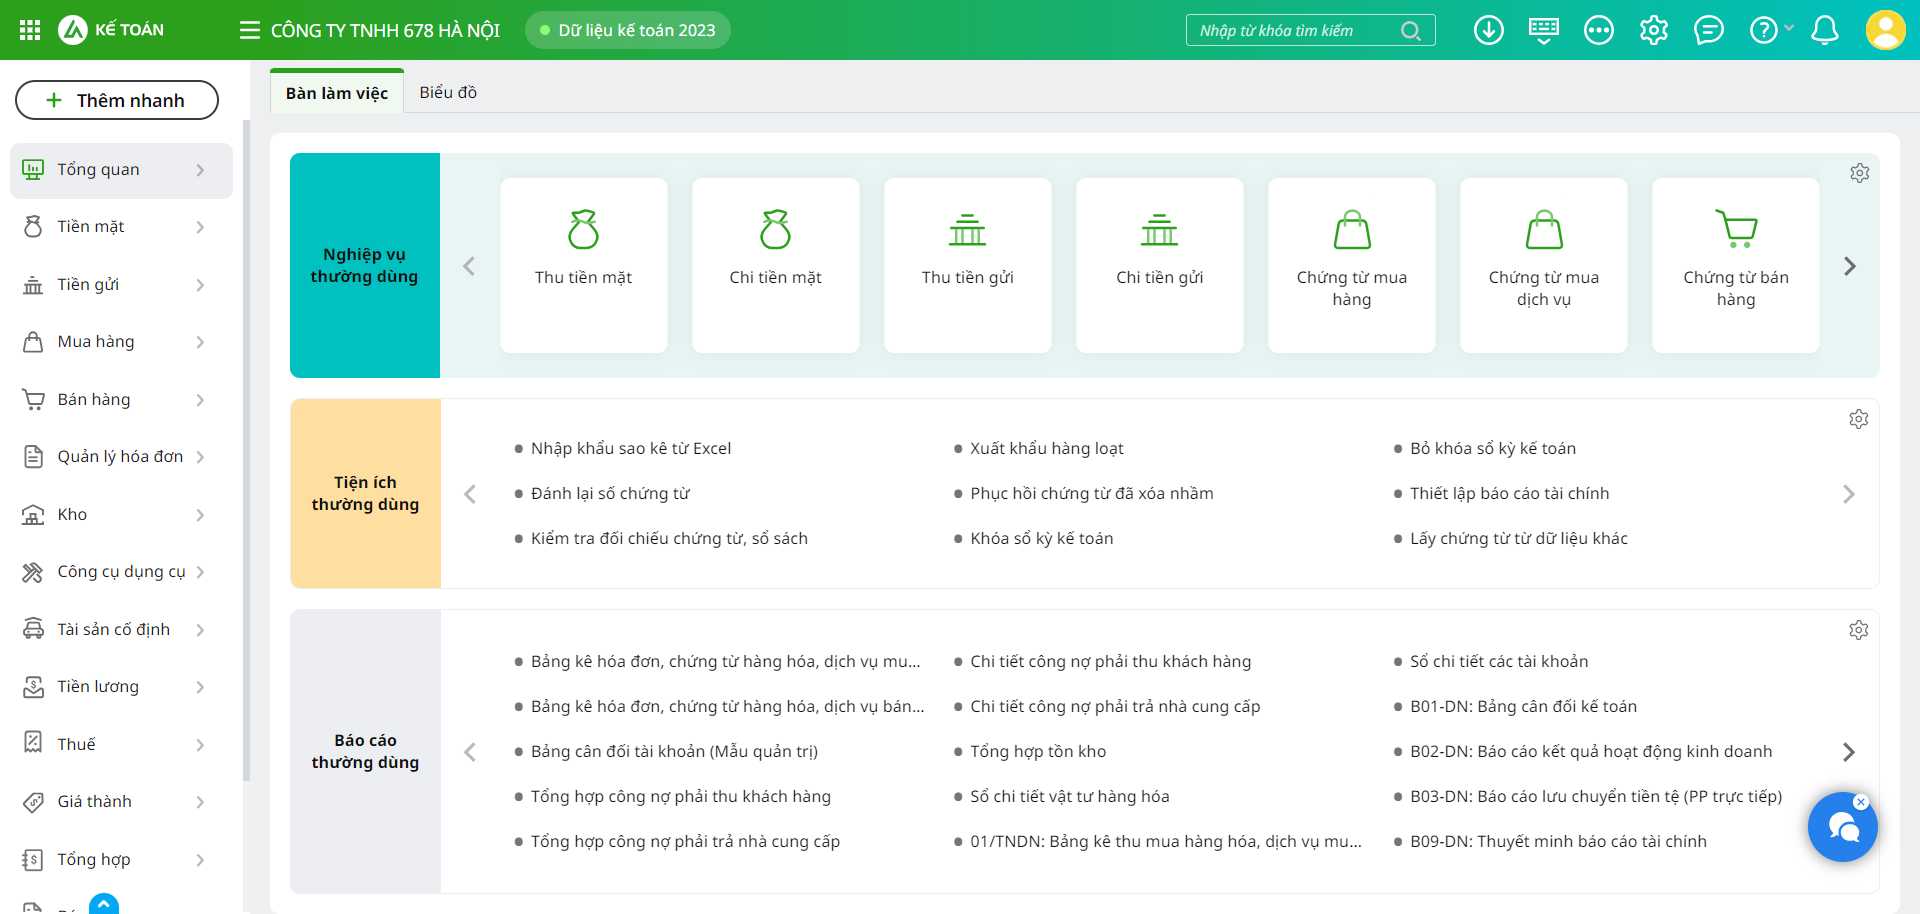 KẾ TOÁN
CÔNG TY TNHH 678 HÀ NỘI
Dữ liệu kế toán 2023
Nhập từ khóa tìm kiếm
Thêm nhanh
Tổng quan
Tiền mặt
Tiền gửi
Mua hàng
Bán hàng
Quản lý hóa đơn
Kho
Công cụ dụng cụ
Tài sản cố định
Tiền lương
Thuế
Giá thành
Tổng hợp
Bàn làm việc
Biểu đồ
Nghiệp vụ
thường dùng
Thu tiền mặt
Chi tiền mặt
Thu tiền gửi
Chi tiền gửi
Chứng từ mua
hàng
Chứng từ mua
dịch vụ
Chứng từ bán
hàng
Tiện ích
thường dùng
Nhập khẩu sao kê từ Excel
Đánh lại số chứng từ
Kiểm tra đối chiếu chứng từ, sổ sách
Xuất khẩu hàng loạt
Phục hồi chứng từ đã xóa nhầm
Khóa sổ kỳ kế toán
Bỏ khóa sổ kỳ kế toán
Thiết lập báo cáo tài chính
Lấy chứng từ từ dữ liệu khác
Báo cáo
thường dùng
Bảng kê hóa đơn, chứng từ hàng hóa, dịch vụ mu...
Bảng kê hóa đơn, chứng từ hàng hóa, dịch vụ bán...
Bảng cân đối tài khoản (Mẫu quản trị)
Tổng hợp công nợ phải thu khách hàng
Tổng hợp công nợ phải trả nhà cung cấp
Chi tiết công nợ phải thu khách hàng
Chi tiết công nợ phải trả nhà cung cấp
Tổng hợp tồn kho
Sổ chi tiết vật tư hàng hóa
01/TNDN: Bảng kê thu mua hàng hóa, dịch vụ mu...
Sổ chi tiết các tài khoản
B01-DN: Bảng cân đối kế toán
B02-DN: Báo cáo kết quả hoạt động kinh doanh
B03-DN: Báo cáo lưu chuyển tiền tệ (PP trực tiếp)
B09-DN: Thuyết minh báo cáo tài chính